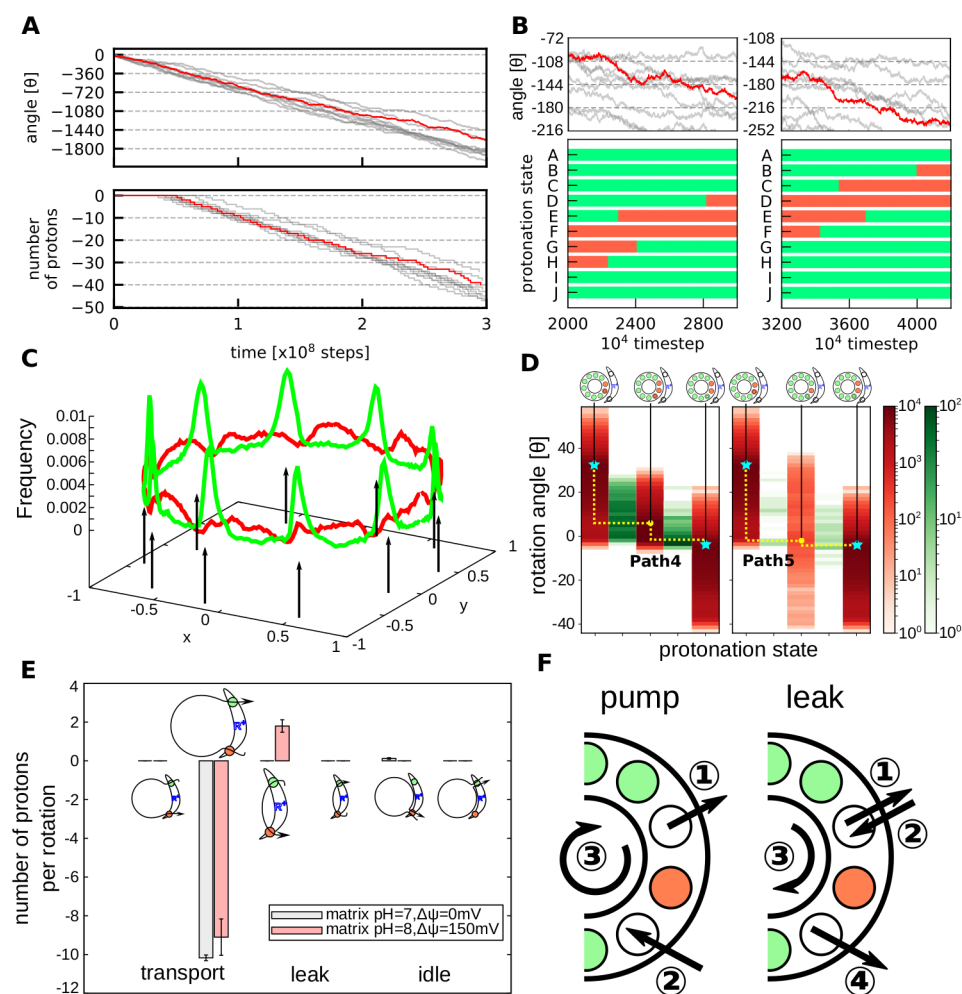 A
angle [θ]
0
−360
−720
−1080
−1440
−1800
number
of protons
0
−10
−20
−30
−40
−50
0
1
2
3
time [x10⁸ steps]
B
angle [θ]
-72
-108
-144
-180
-216
-108
-144
-180
-252
protonation state
A
B
C
D
E
F
G
H
I
J
A
B
C
D
E
F
G
H
I
J
2000
2400
2800
3200
3600
4000
10⁴ timestep
10⁴ timestep
C
Frequency
0.01
0.008
0.006
0.004
0.002
0
-1
-0.5
0
0.5
1
x
-1
-0.5
0
0.5
1
y
D
rotation angle [θ]
40
20
0
-20
-40
Path4
Path5
protonation state
10⁴
10³
10²
10¹
10⁰
10²
10¹
10⁰
E
number of protons
per rotation
4
2
0
-2
-4
-6
-8
-10
-12
R⁺
R⁺
R⁺
R⁺
R⁺
R⁺
R⁺
matrix pH=7,Δψ=0mV
matrix pH=8,Δψ=150mV
transport
leak
idle
F
pump
leak
①
②
③
①
②
③
④